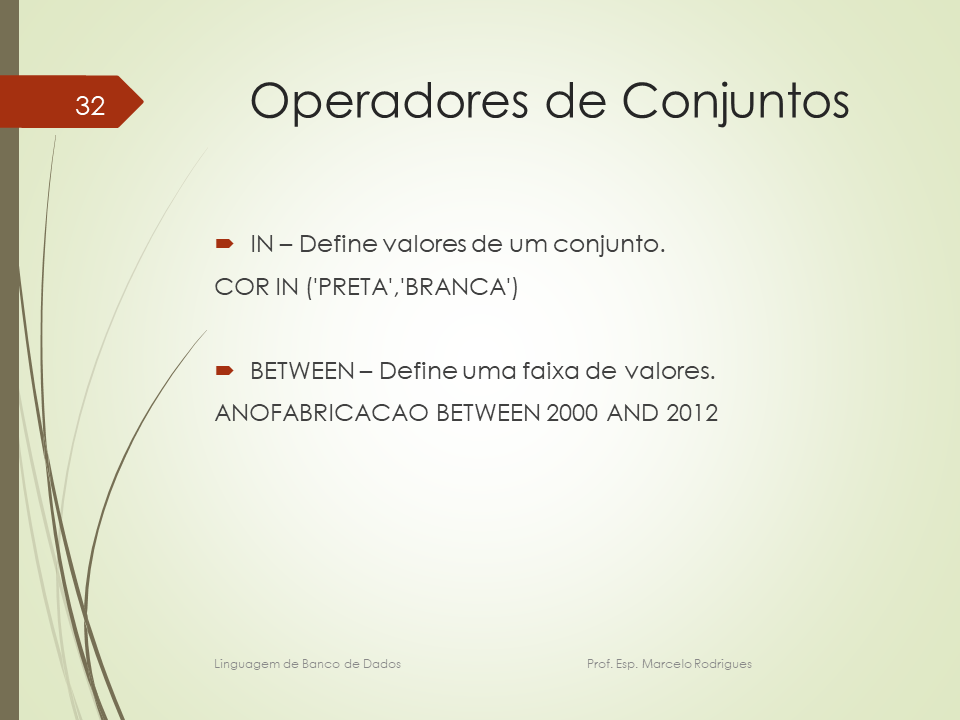 32
Operadores de Conjuntos
IN – Define valores de um conjunto.
COR IN ('PRETA','BRANCA')
BETWEEN – Define uma faixa de valores.
ANOFABRICACAO BETWEEN 2000 AND 2012
Linguagem de Banco de Dados Prof. Esp. Marcelo Rodrigues